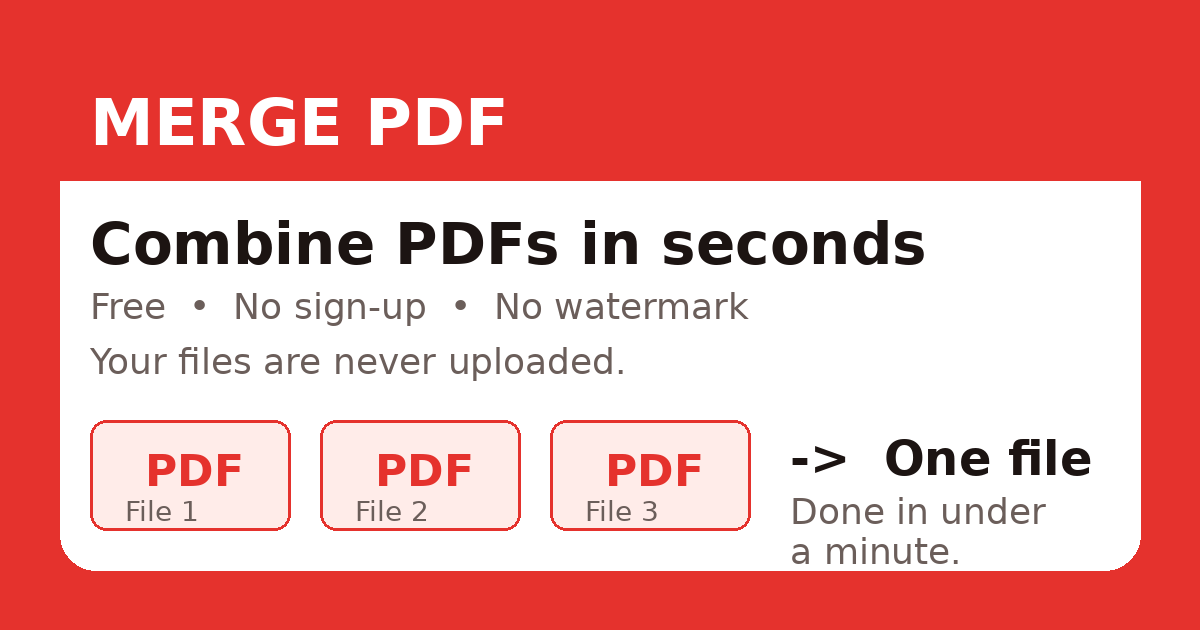 MERGE PDF
Combine PDFs in seconds
Free • No sign-up • No watermark
Your files are never uploaded.
PDF
File 1
PDF
File 2
PDF
File 3
-> One file
Done in under
a minute.